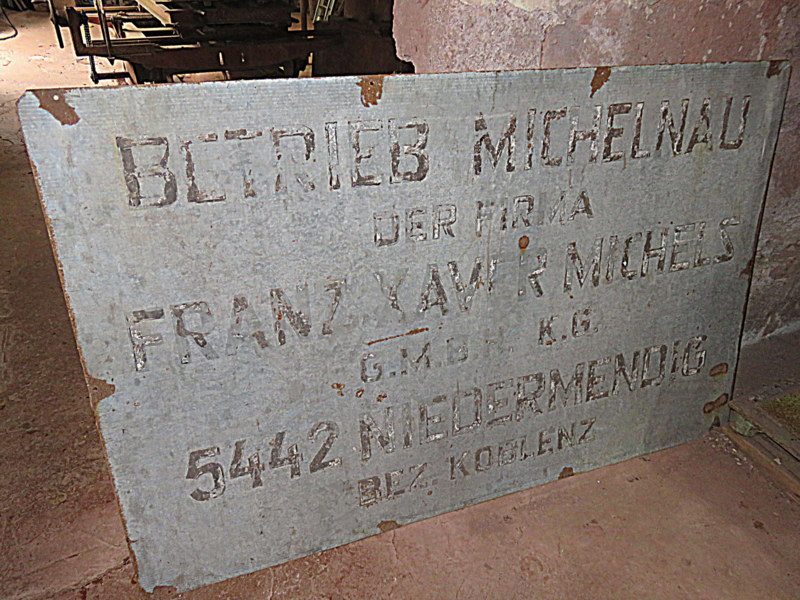 BETRIEB MICHELNAU
DER FIRMA
FRANZ XAVER MICHELS
G.M.B.H. K.G.
5442 NIEDERMENDIG
BEZ. KOBLENZ